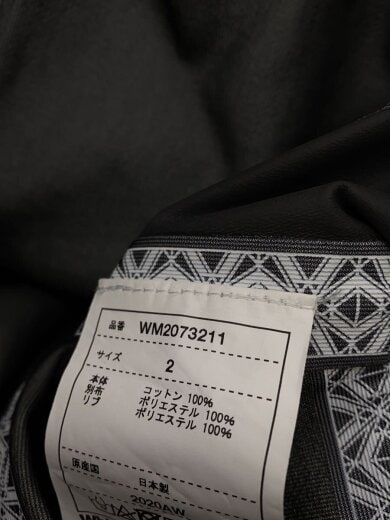 品番 WM2073211
サイズ 2
本体 コットン 100%
別布 ポリエステル 100%
リブ ポリエステル 100%
原産国 日本製
2020AW